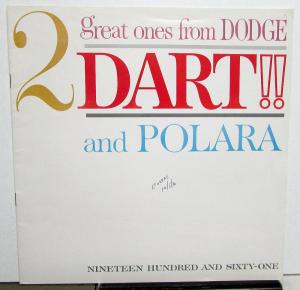 2 great ones from DODGE
DART!!
and POLARA
NINETEEN HUNDRED AND SIXTY-ONE